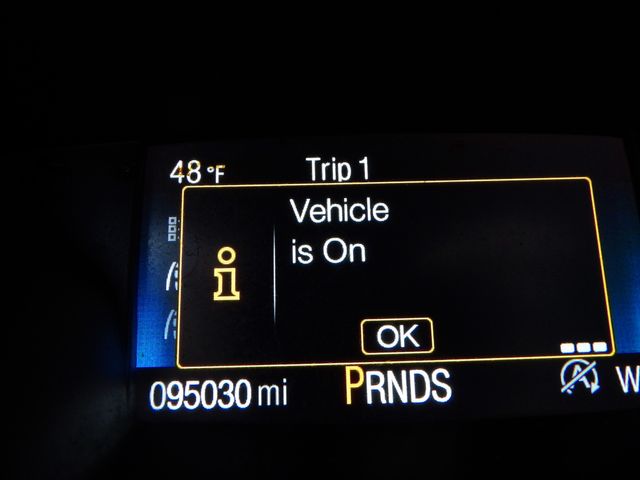 48°F Trip 1
Vehicle
is On
OK
095030 mi PRNDS